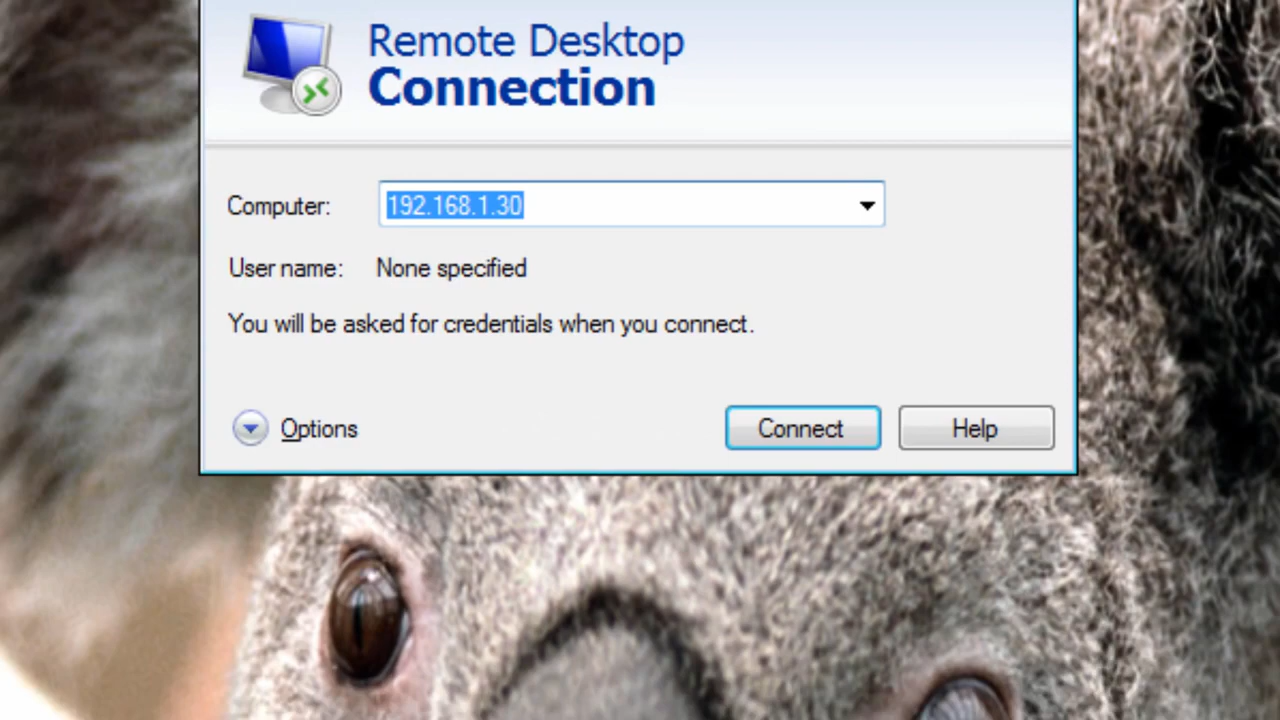 Remote Desktop
Connection
Computer: 192.168.1.30
User name: None specified
You will be asked for credentials when you connect.
Options Connect Help